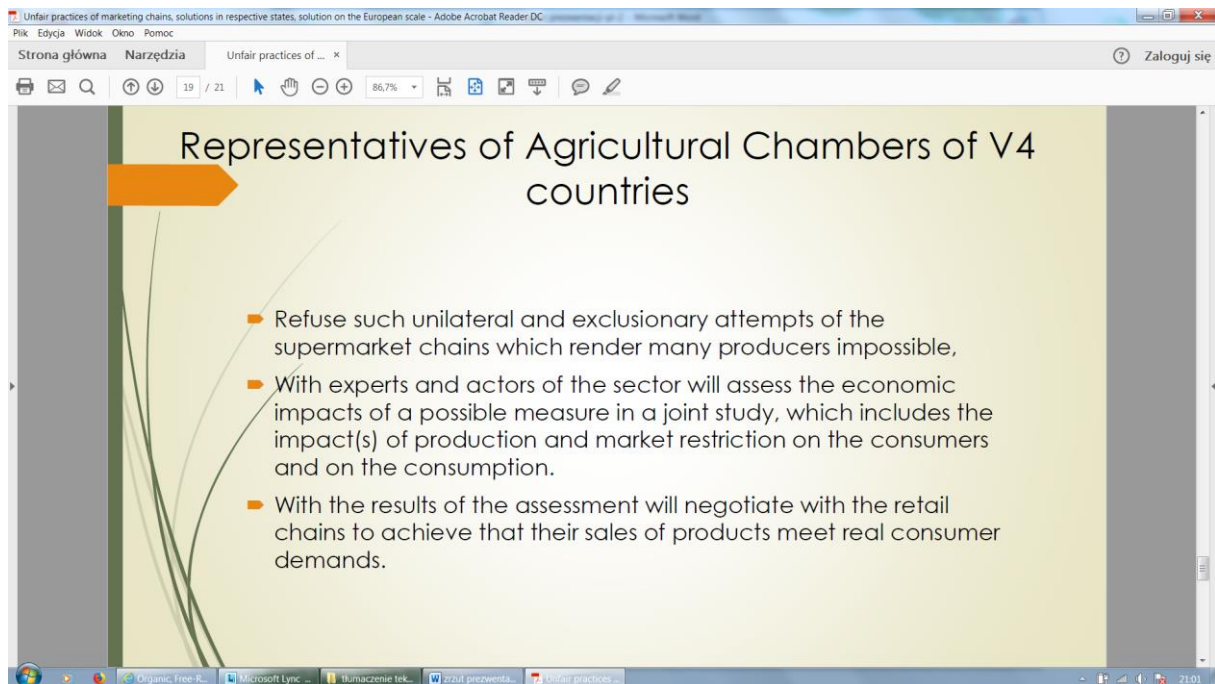 Unfair practices of marketing chains, solutions in respective states, solution on the European scale - Adobe Acrobat Reader DC
Plik Edycja Widok Okno Pomoc
Strona główna Narzędzia Unfair practices of ... × ? Zaloguj się
19 / 21 86,7%
Representatives of Agricultural Chambers of V4
countries
Refuse such unilateral and exclusionary attempts of the
supermarket chains which render many producers impossible,
With experts and actors of the sector will assess the economic
impacts of a possible measure in a joint study, which includes the
impact(s) of production and market restriction on the consumers
and on the consumption.
With the results of the assessment will negotiate with the retail
chains to achieve that their sales of products meet real consumer
demands.
Organic, Free-R... Microsoft Lync ... tłumaczenie tek... zrzut prezwenta... Unfair practices ... 21:01